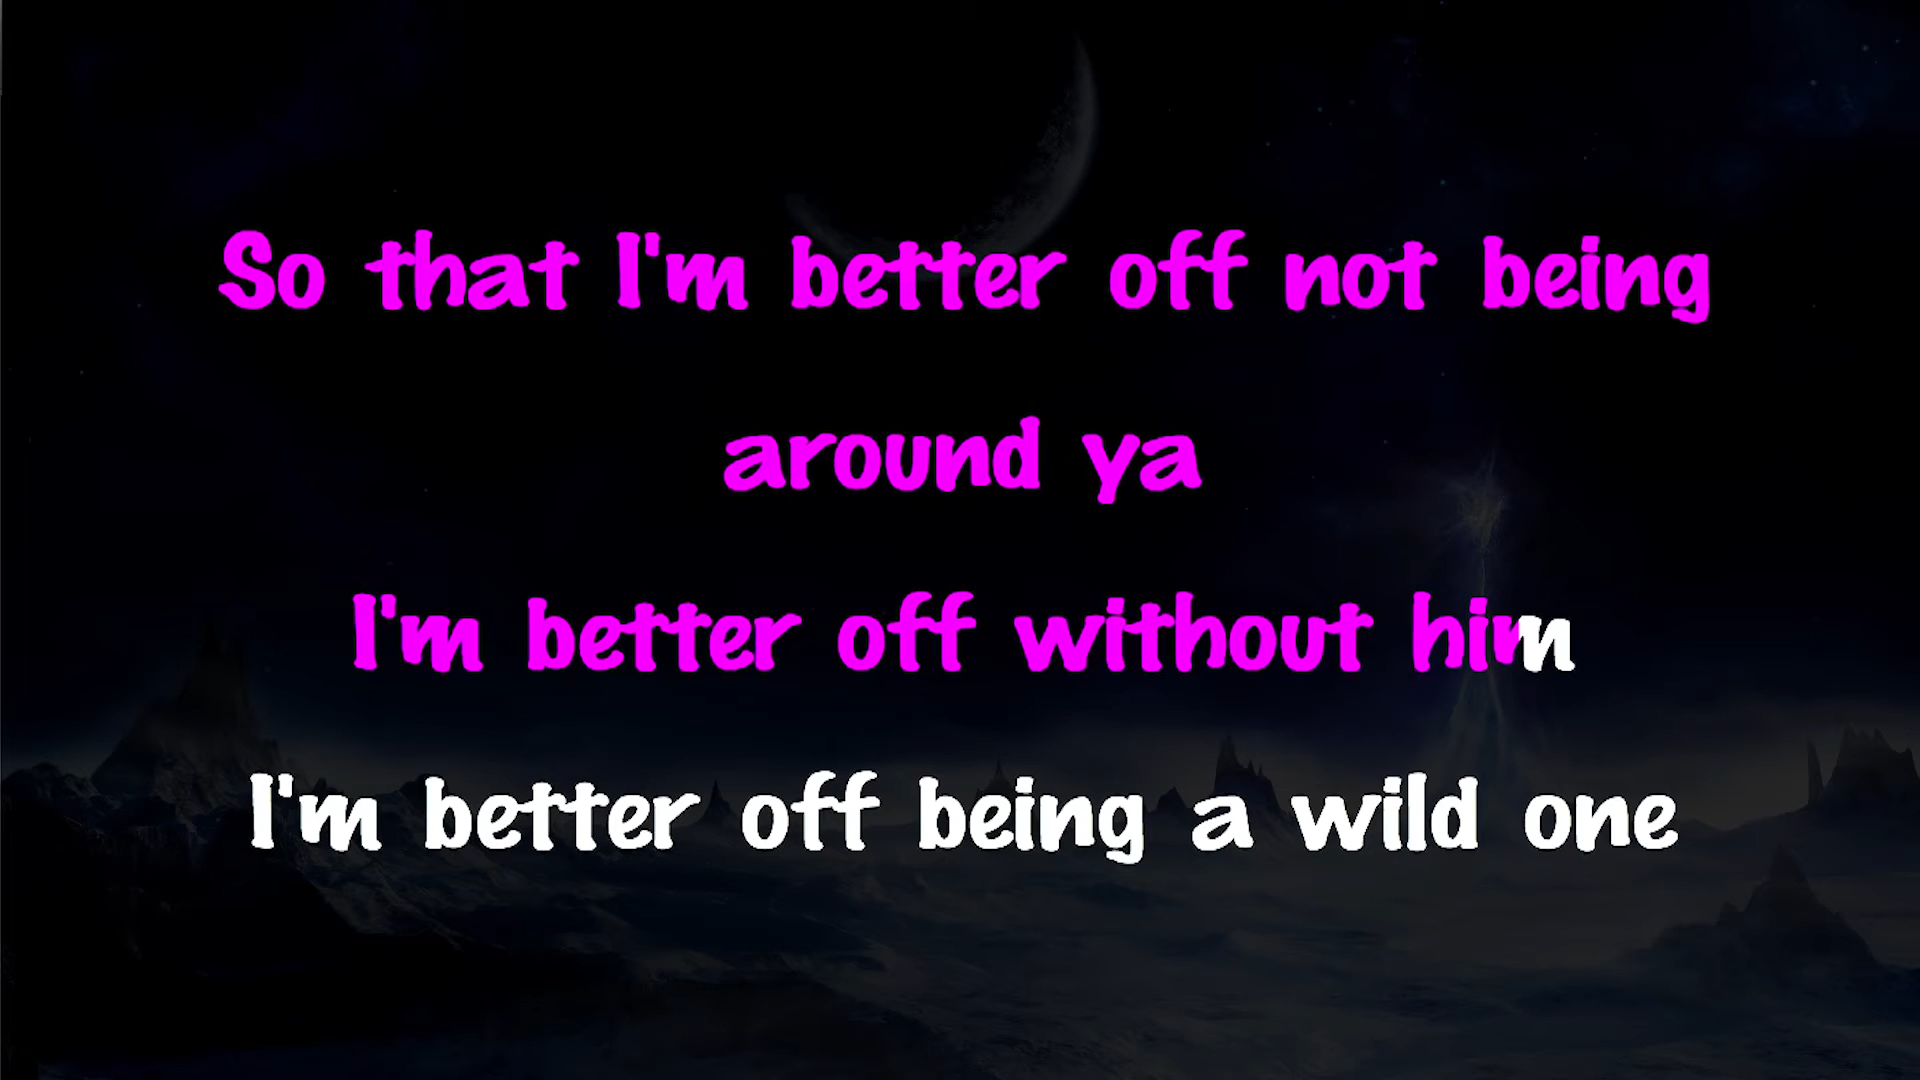 So that I'm better off not being
around ya
I'm better off without him
I'm better off being a wild one